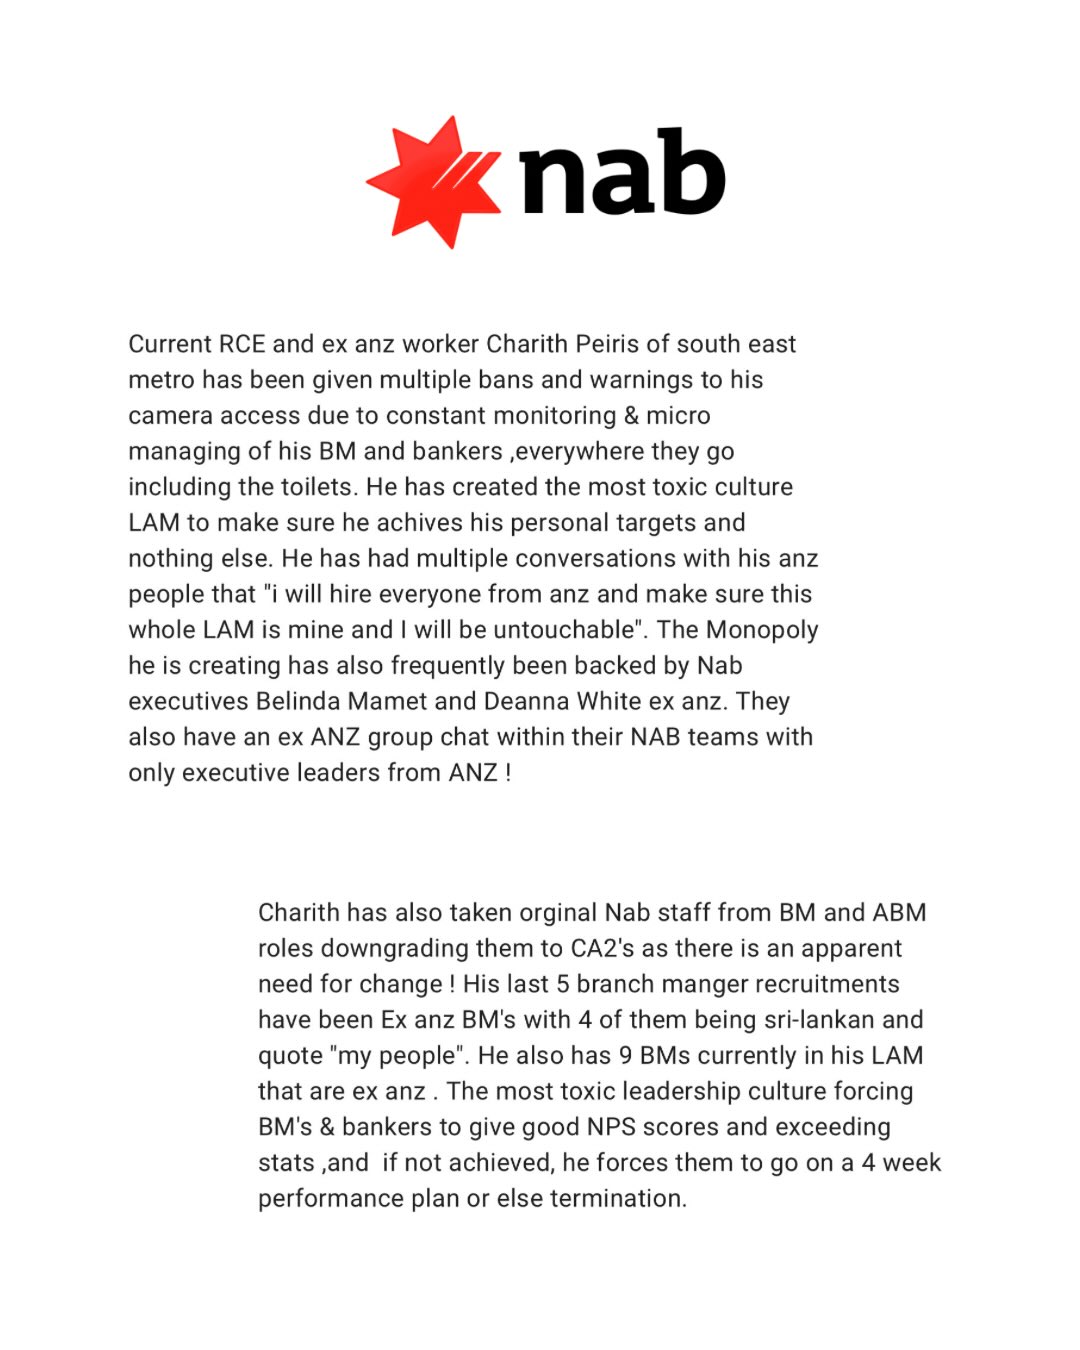 nab
Current RCE and ex anz worker Charith Peiris of south east
metro has been given multiple bans and warnings to his
camera access due to constant monitoring & micro
managing of his BM and bankers ,everywhere they go
including the toilets. He has created the most toxic culture
LAM to make sure he achives his personal targets and
nothing else. He has had multiple conversations with his anz
people that "i will hire everyone from anz and make sure this
whole LAM is mine and I will be untouchable". The Monopoly
he is creating has also frequently been backed by Nab
executives Belinda Mamet and Deanna White ex anz. They
also have an ex ANZ group chat within their NAB teams with
only executive leaders from ANZ !
Charith has also taken orginal Nab staff from BM and ABM
roles downgrading them to CA2's as there is an apparent
need for change ! His last 5 branch manger recruitments
have been Ex anz BM's with 4 of them being sri-lankan and
quote "my people". He also has 9 BMs currently in his LAM
that are ex anz . The most toxic leadership culture forcing
BM's & bankers to give good NPS scores and exceeding
stats ,and  if not achieved, he forces them to go on a 4 week
performance plan or else termination.